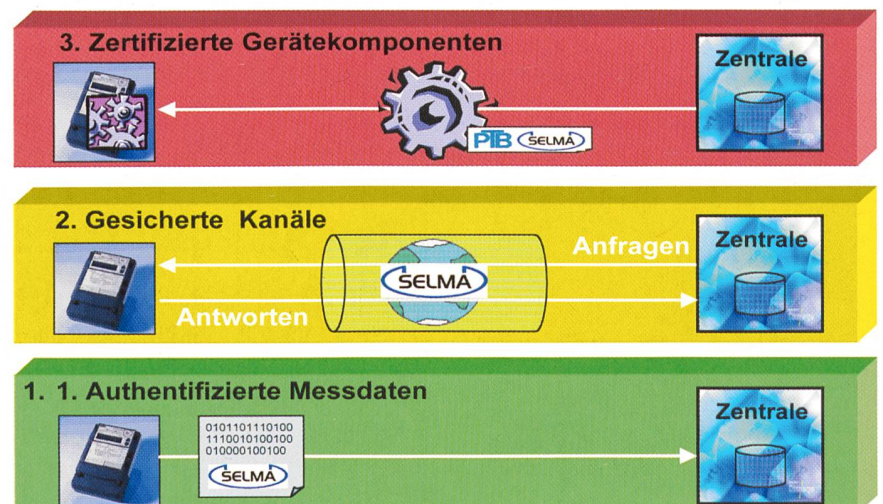 3. Zertifizierte Gerätekomponenten
Zentrale
PTB SELMA
2. Gesicherte Kanäle
Anfragen
Zentrale
SELMA
Antworten
1. 1. Authentifizierte Messdaten
Zentrale
0101101110100
1110010100100
010000100100
SELMA